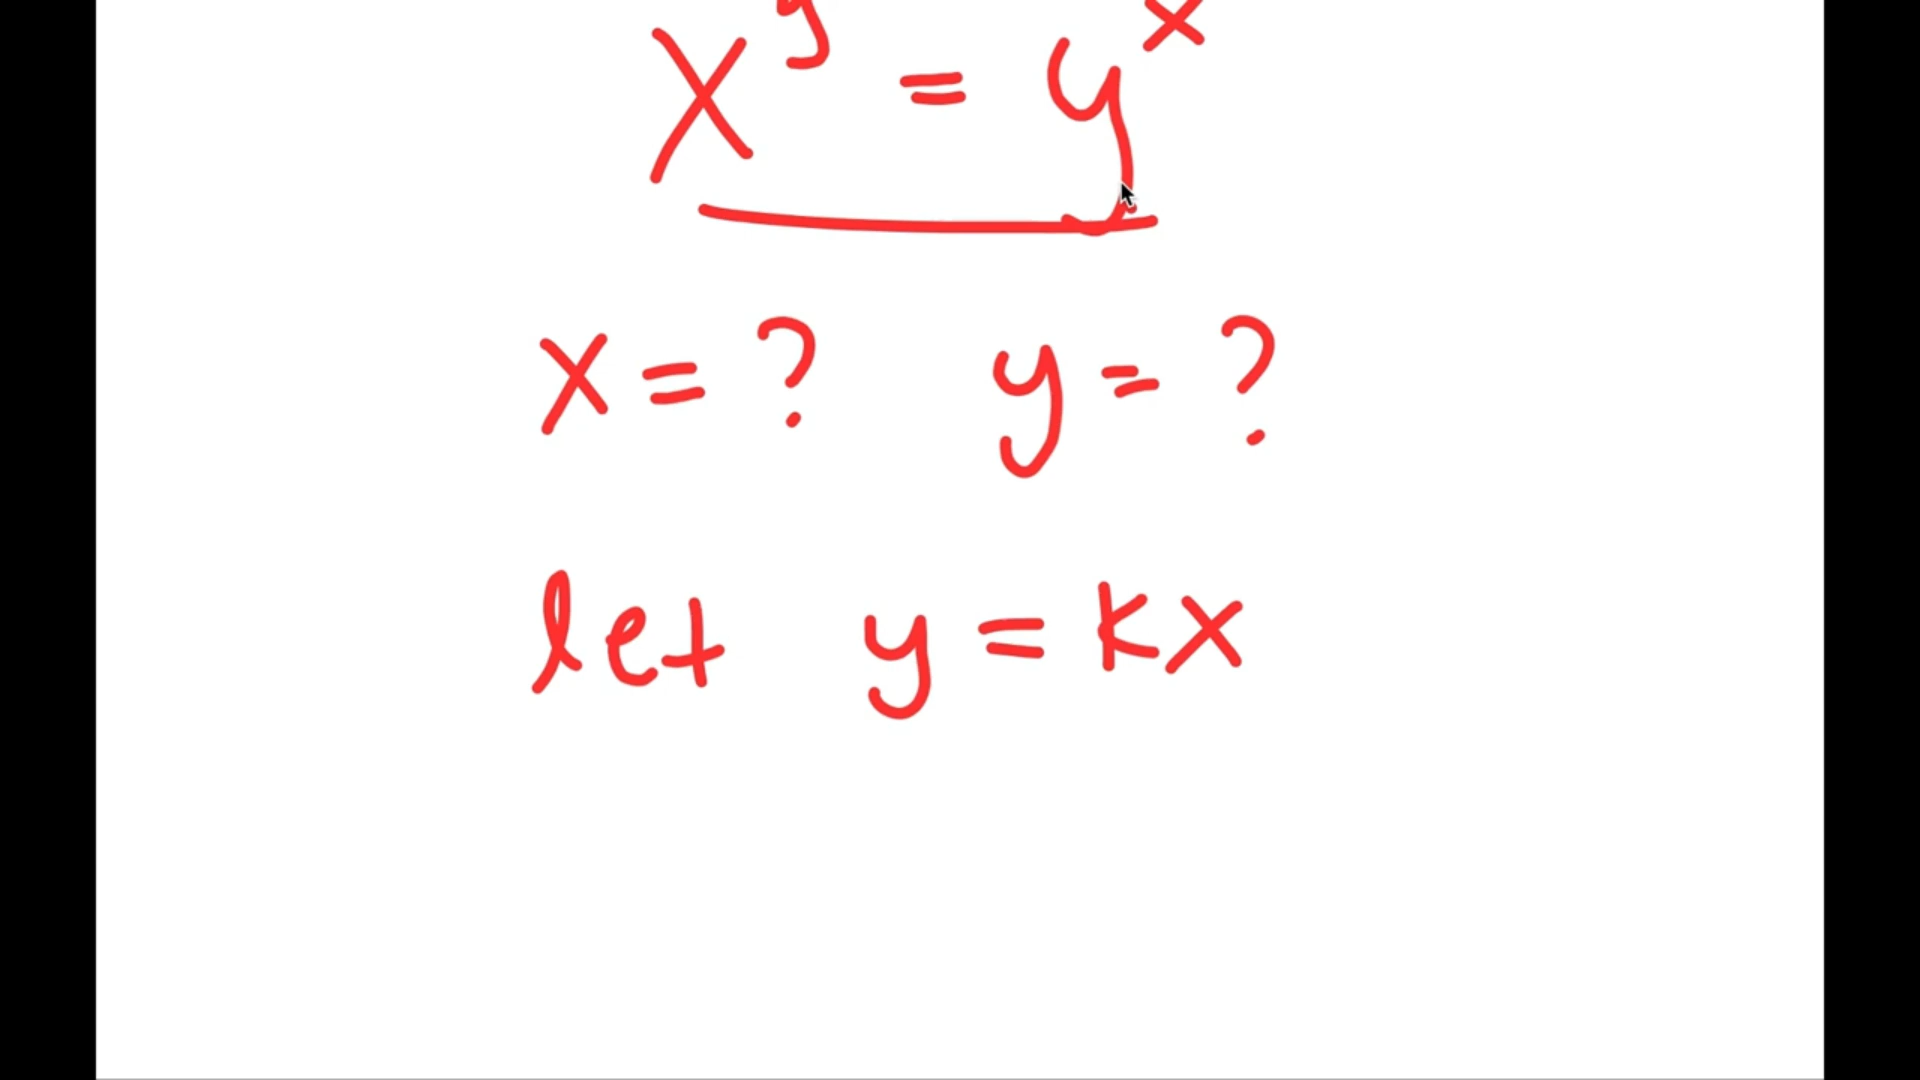 x^y = y^x
x = ? y = ?
let y = kx